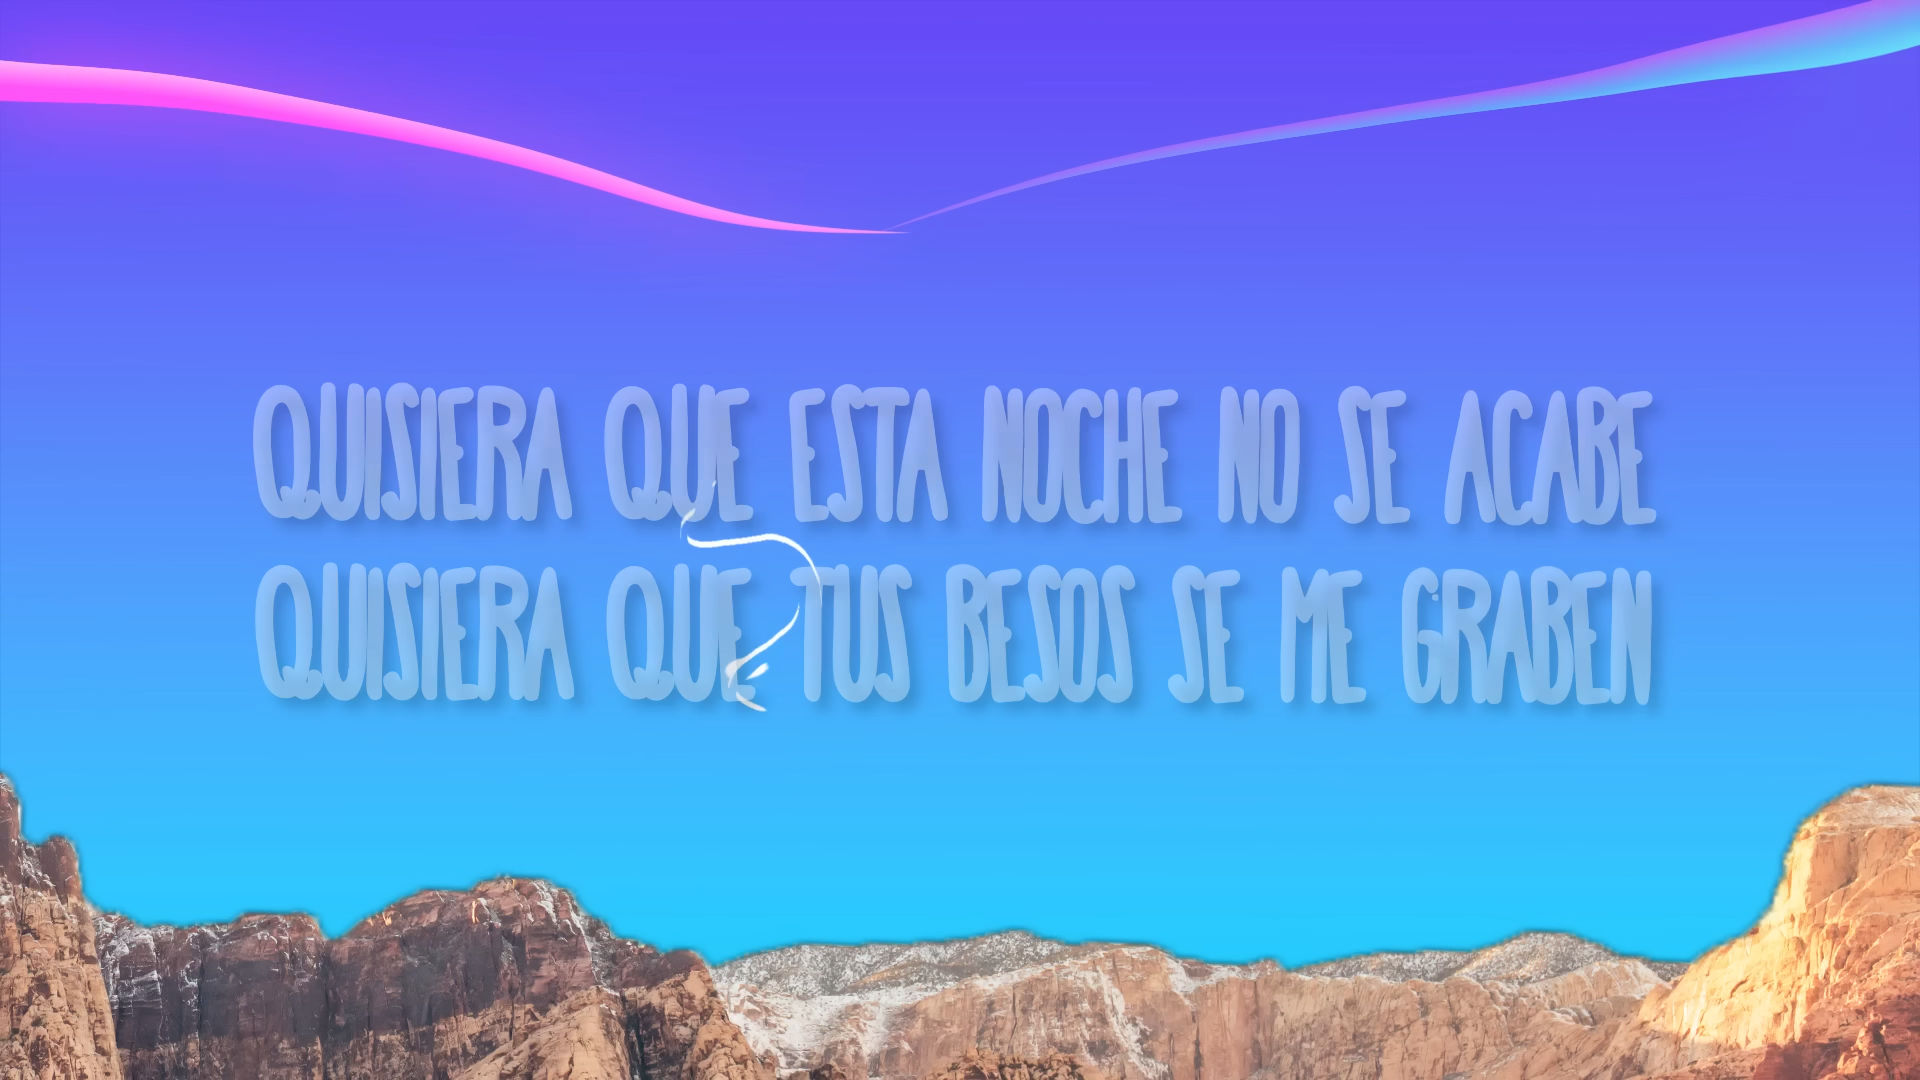 QUISIERA QUE ESTA NOCHE NO SE ACABE
QUISIERA QUE TUS BESOS SE ME GRABEN